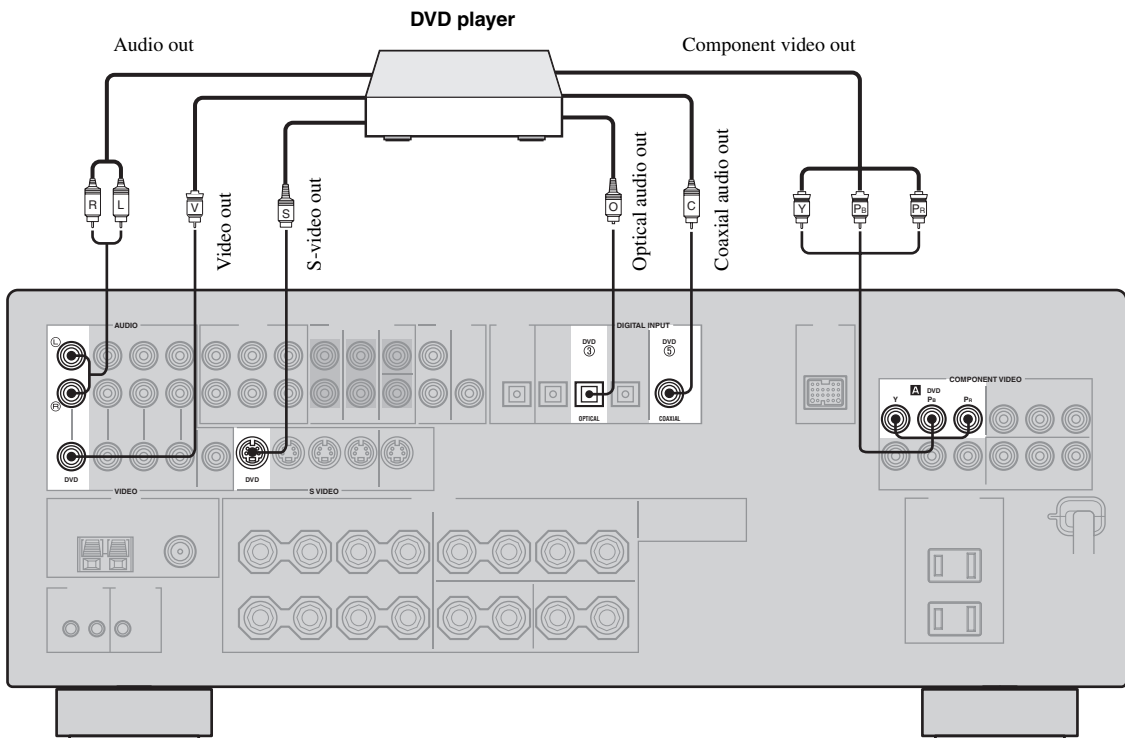 DVD player
Audio out
Component video out
R
L
V
Video out
S
S-video out
O
Optical audio out
C
Coaxial audio out
Y
PB
PR
AUDIO
DIGITAL INPUT
Ⓛ
Ⓡ
DVD
③
DVD
⑤
OPTICAL
COAXIAL
COMPONENT VIDEO
A DVD
Y PB PR
DVD
DVD
VIDEO
S VIDEO